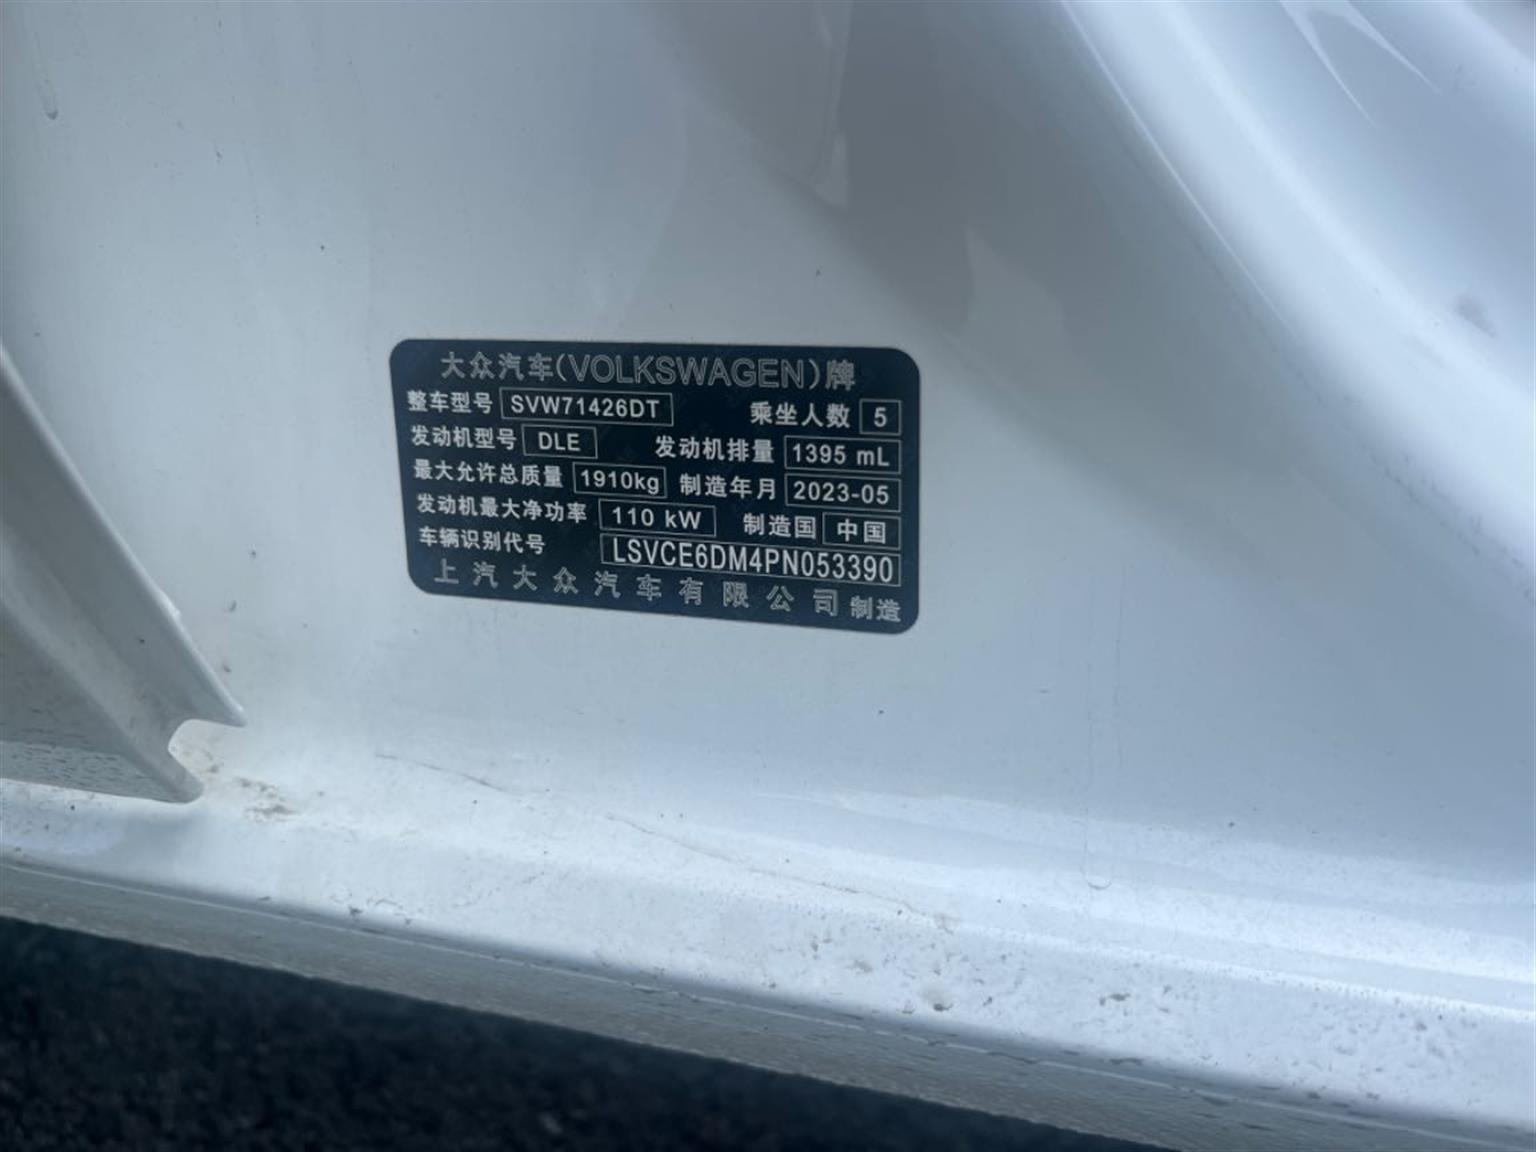 大众汽车(VOLKSWAGEN)牌
整车型号 SVW71426DT 乘坐人数 5
发动机型号 DLE 发动机排量 1395 mL
最大允许总质量 1910kg 制造年月 2023-05
发动机最大净功率 110 kW 制造国 中国
车辆识别代号 LSVCE6DM4PN053390
上汽大众汽车有限公司 制造